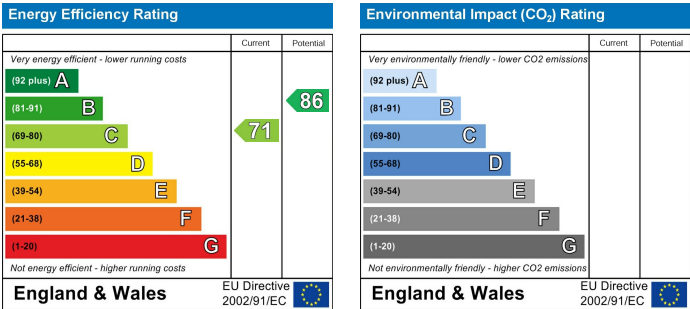 Energy Efficiency Rating
Current
Potential
Very energy efficient - lower running costs
(92 plus) A
(81-91) B
(69-80) C
(55-68) D
(39-54) E
(21-38) F
(1-20) G
71
86
Not energy efficient - higher running costs
England & Wales
EU Directive
2002/91/EC
Environmental Impact (CO₂) Rating
Current
Potential
Very environmentally friendly - lower CO2 emissions
(92 plus) A
(81-91) B
(69-80) C
(55-68) D
(39-54) E
(21-38) F
(1-20) G
Not environmentally friendly - higher CO2 emissions
England & Wales
EU Directive
2002/91/EC